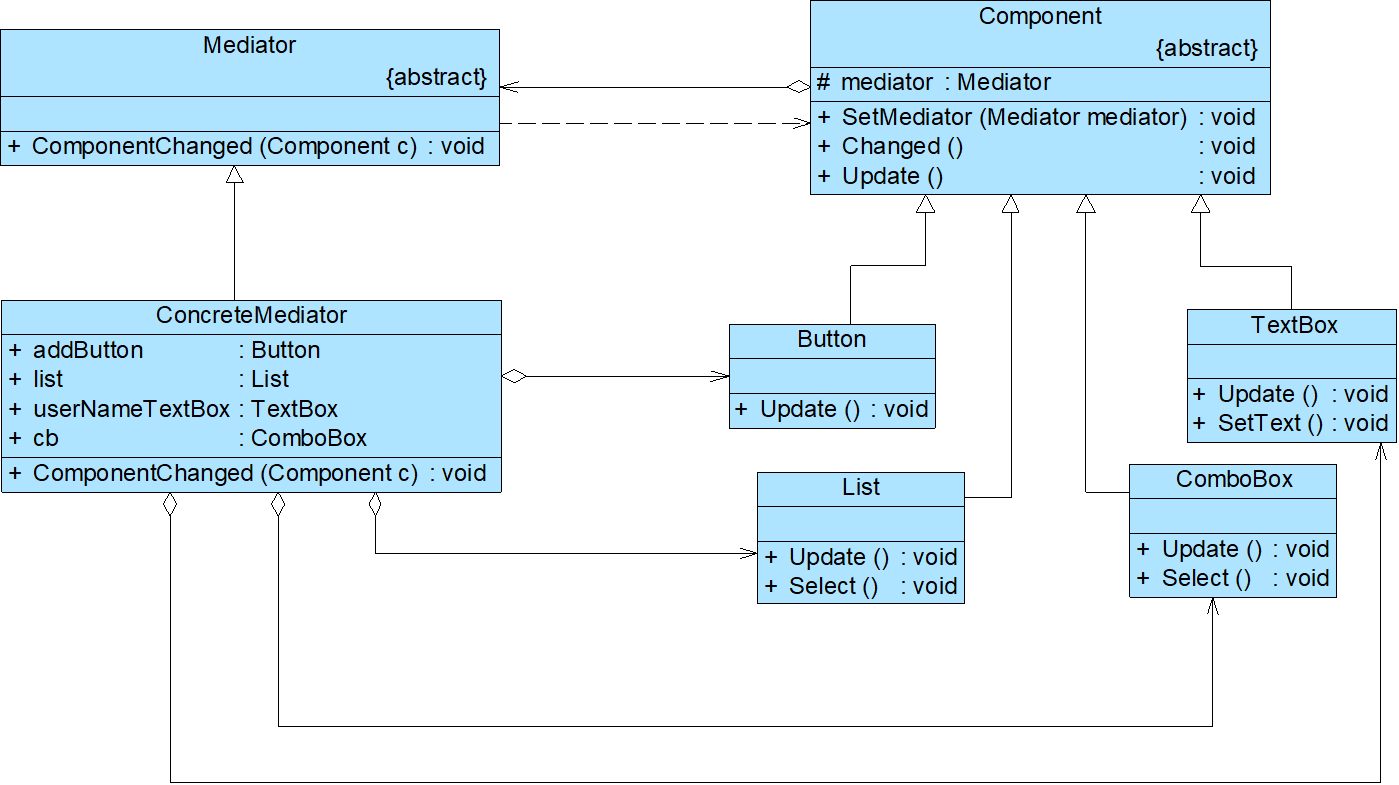 Mediator
{abstract}
+ ComponentChanged (Component c) : void
Component
{abstract}
# mediator : Mediator
+ SetMediator (Mediator mediator) : void
+ Changed () : void
+ Update () : void
ConcreteMediator
+ addButton : Button
+ list : List
+ userNameTextBox : TextBox
+ cb : ComboBox
+ ComponentChanged (Component c) : void
Button
+ Update () : void
TextBox
+ Update () : void
+ SetText () : void
List
+ Update () : void
+ Select () : void
ComboBox
+ Update () : void
+ Select () : void